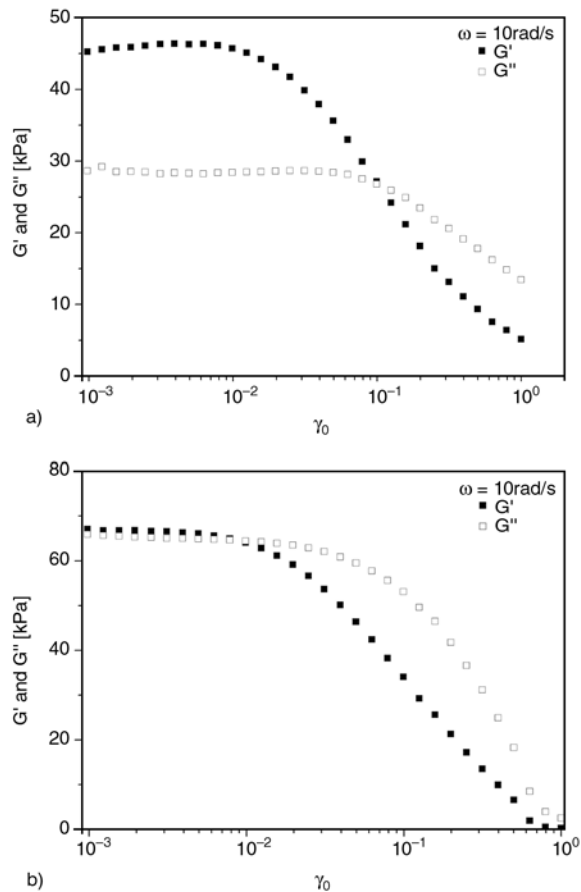 50
40
30
20
10
0
G' and G" [kPa]
ω = 10rad/s
G'
G"
10⁻³
10⁻²
10⁻¹
10⁰
γ₀
a)
80
60
40
20
0
G' and G" [kPa]
ω = 10rad/s
G'
G"
10⁻³
10⁻²
10⁻¹
10⁰
γ₀
b)